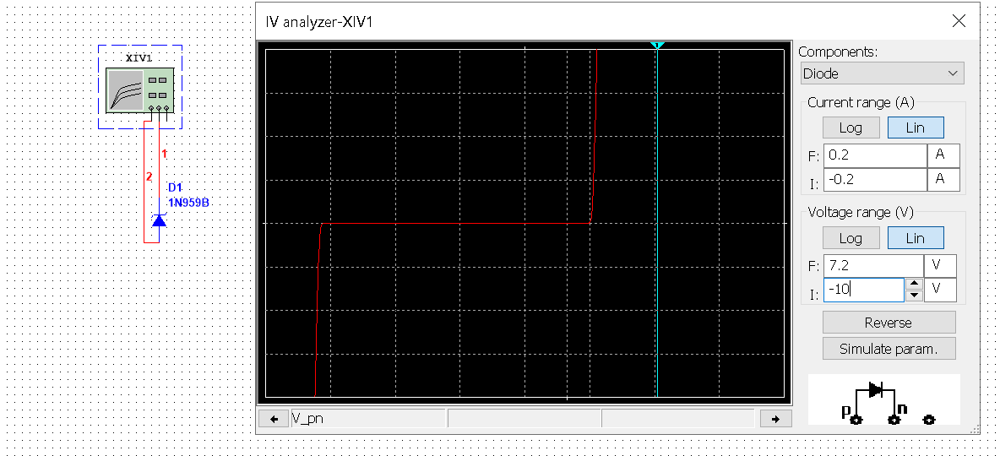 XIV1
1
2
D1
1N959B
IV analyzer-XIV1
1
V_pn
Components:
Diode
Current range (A)
Log Lin
F: 0.2 A
I: -0.2 A
Voltage range (V)
Log Lin
F: 7.2 V
I: -10 V
Reverse
Simulate param.
p n